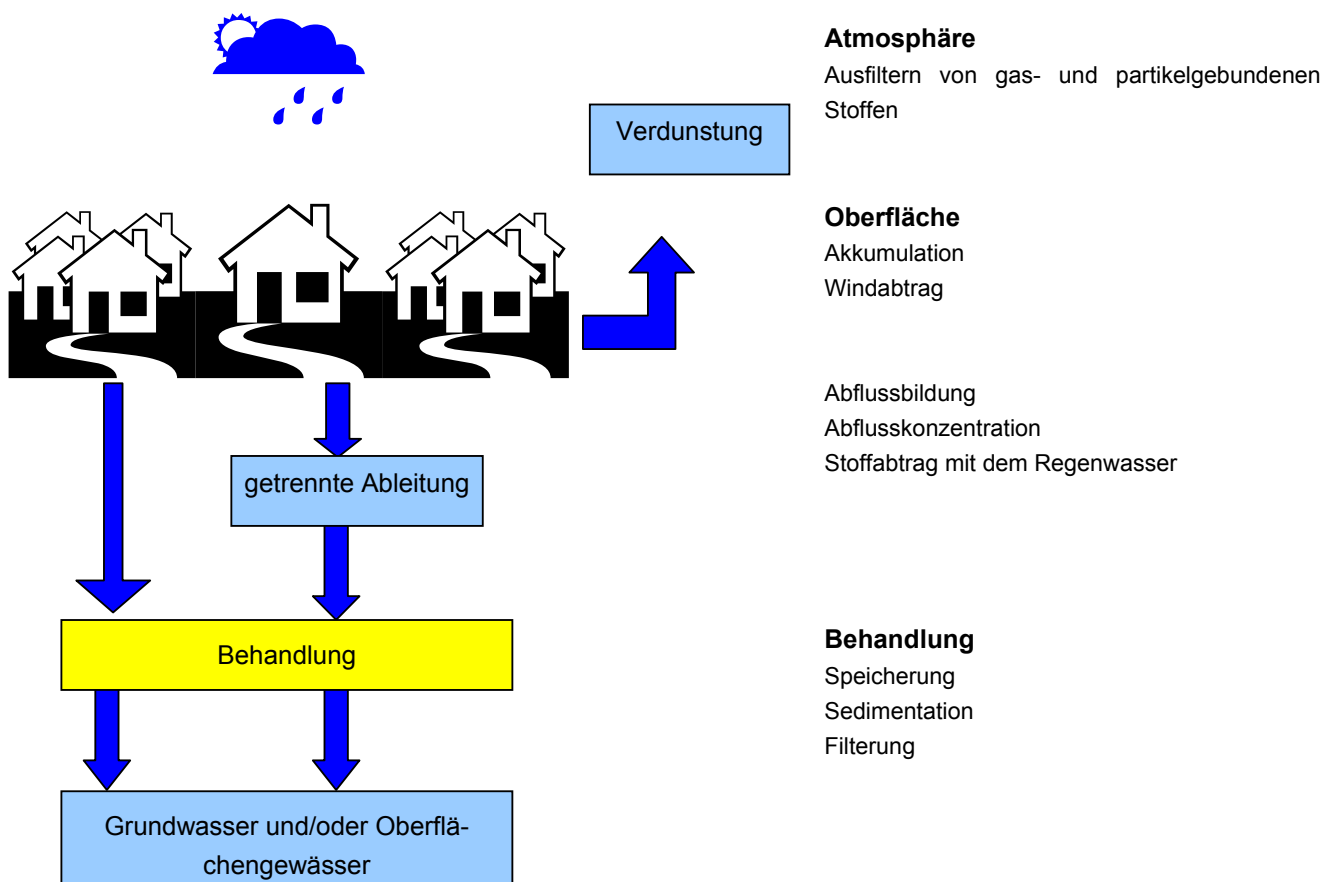 Atmosphäre
Ausfiltern von gas- und partikelgebundenen
Stoffen
Verdunstung
Oberfläche
Akkumulation
Windabtrag
Abflussbildung
Abflusskonzentration
Stoffabtrag mit dem Regenwasser
getrennte Ableitung
Behandlung
Behandlung
Speicherung
Sedimentation
Filterung
Grundwasser und/oder Oberflä-
chengewässer